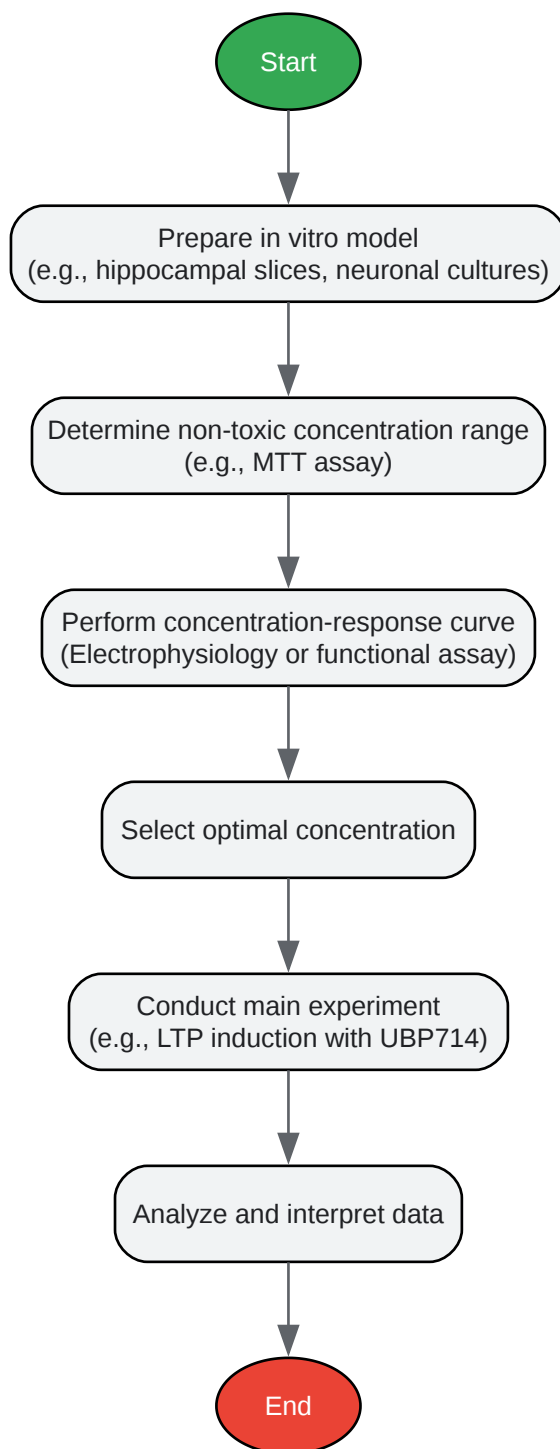 Start
Prepare in vitro model
(e.g., hippocampal slices, neuronal cultures)
Determine non-toxic concentration range
(e.g., MTT assay)
Perform concentration-response curve
(Electrophysiology or functional assay)
Select optimal concentration
Conduct main experiment
(e.g., LTP induction with UBP714)
Analyze and interpret data
End